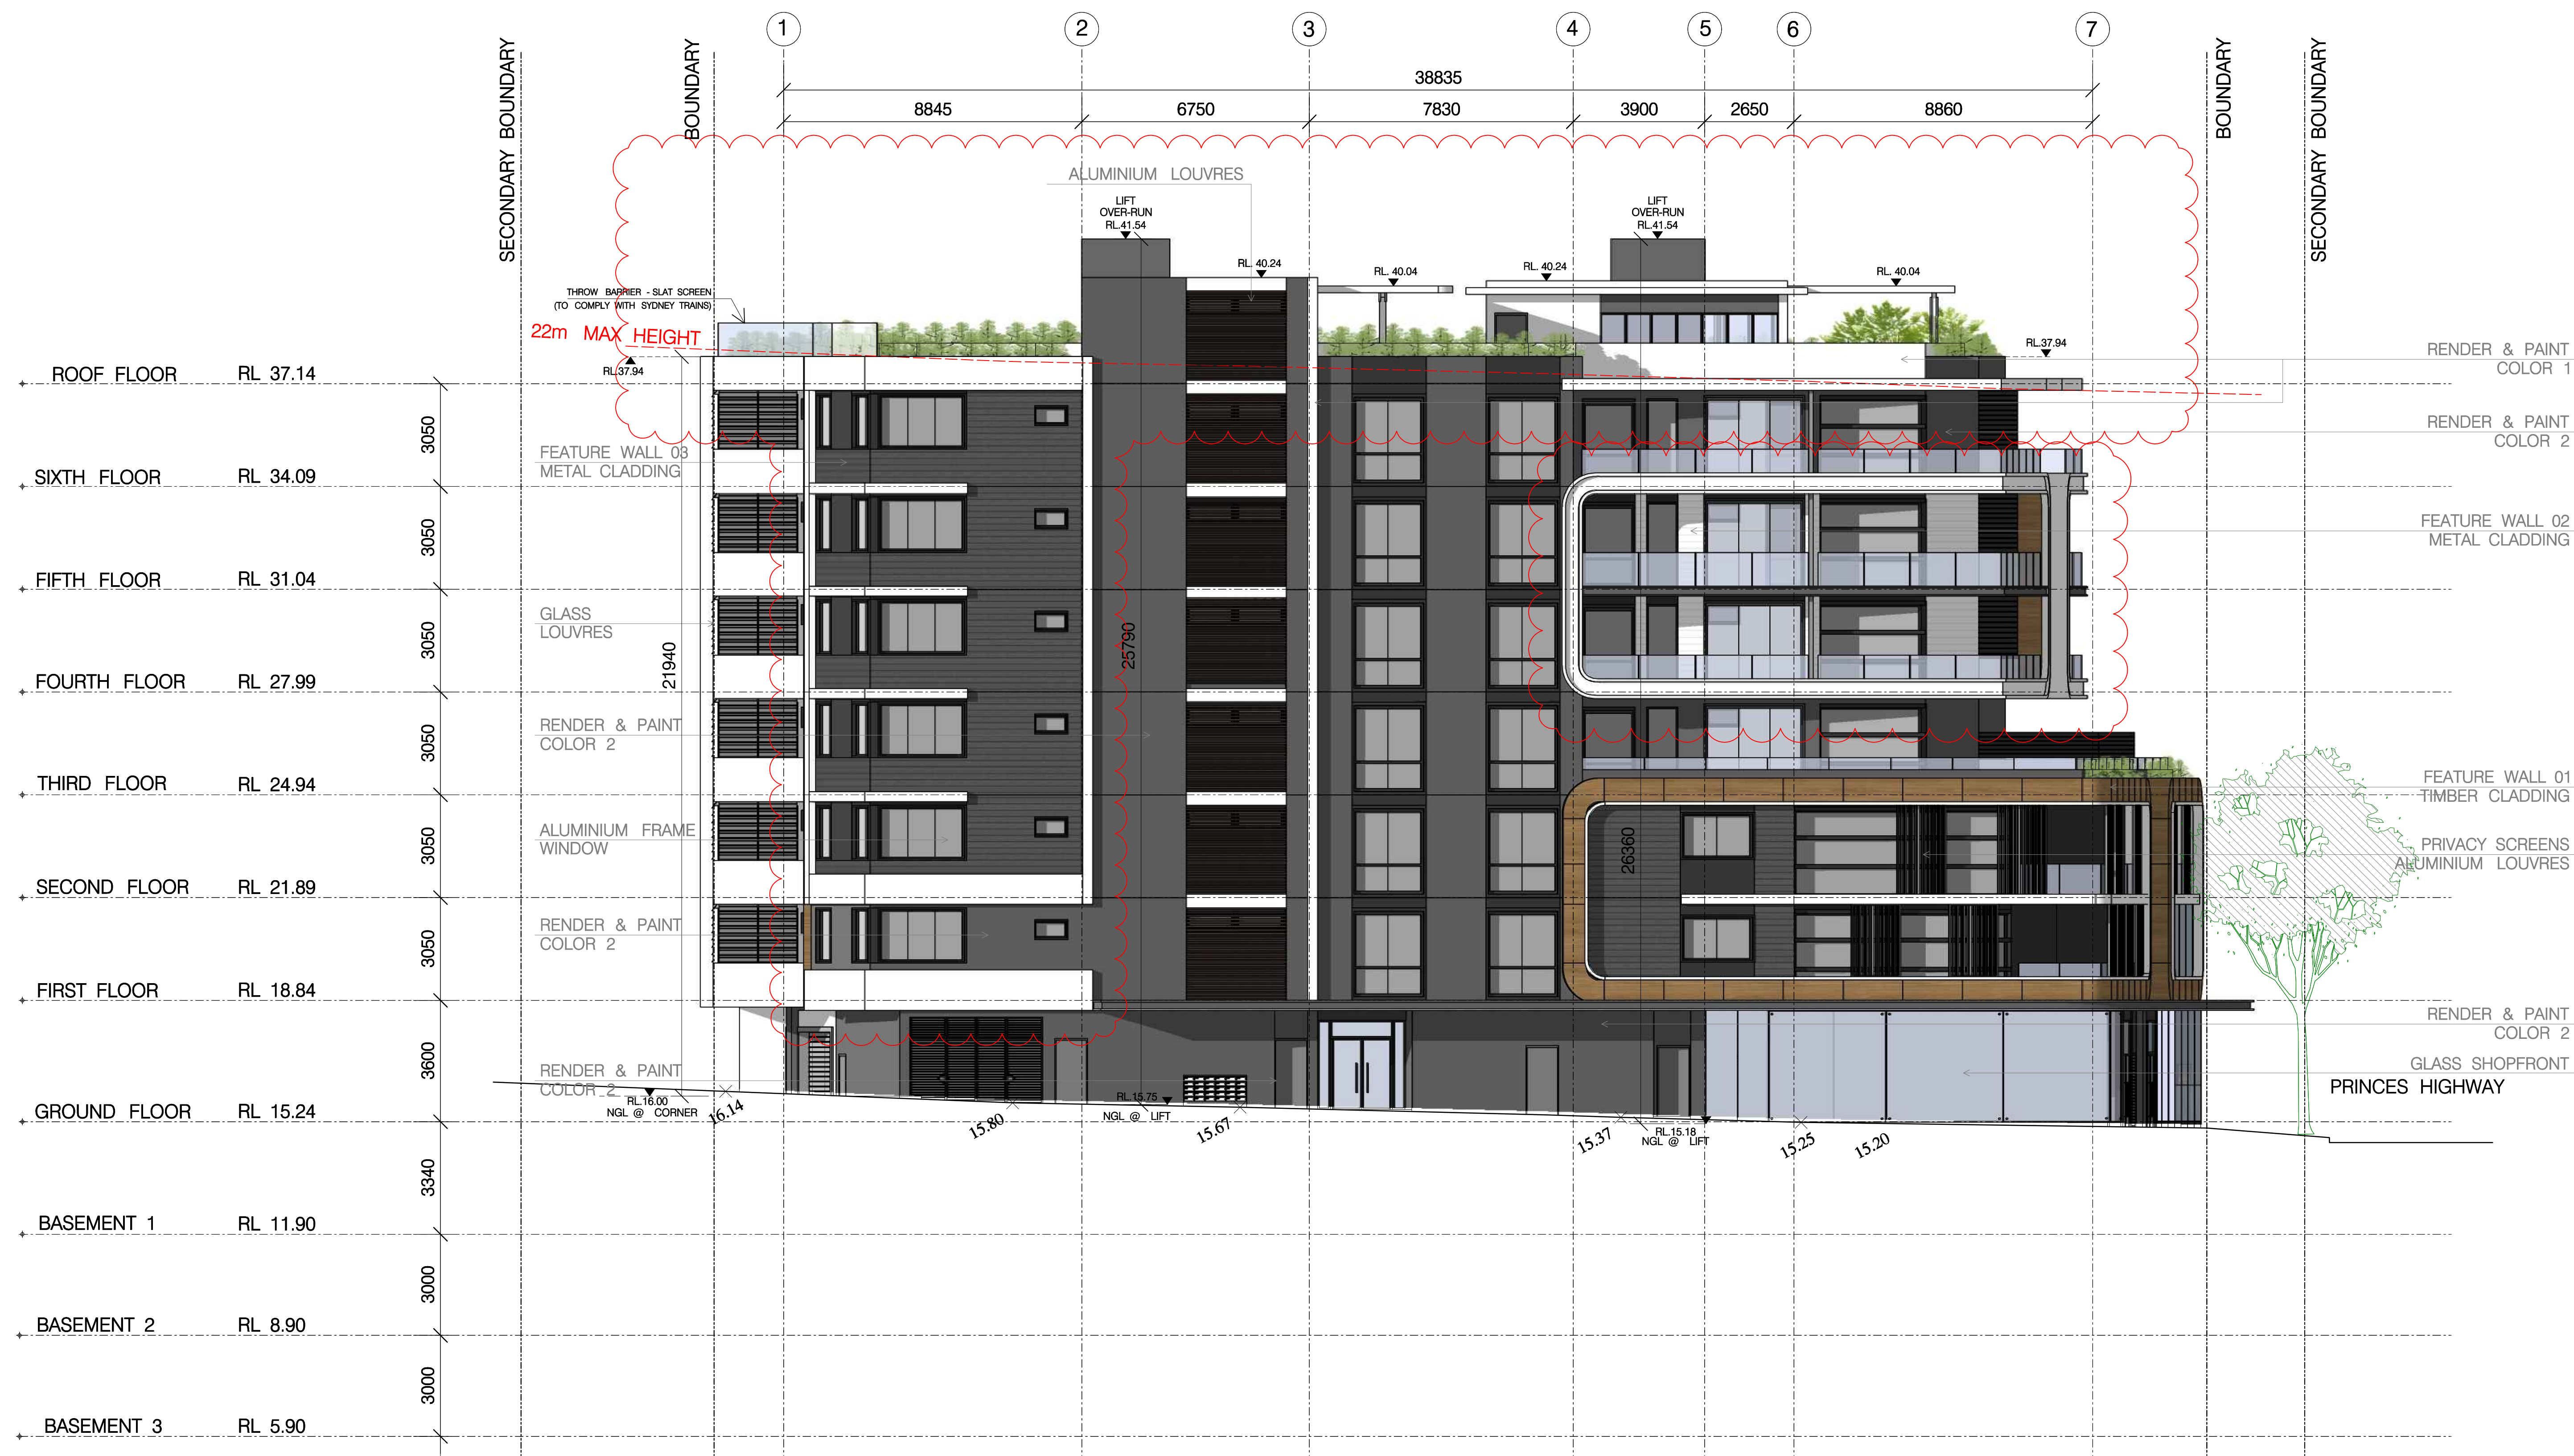 1
2
3
4
5
6
7
SECONDARY BOUNDARY
BOUNDARY
BOUNDARY
SECONDARY BOUNDARY
38835
8845
6750
7830
3900
2650
8860
ALUMINIUM LOUVRES
LIFT
OVER-RUN
RL.41.54
LIFT
OVER-RUN
RL.41.54
RL. 40.24
RL. 40.04
RL. 40.24
RL. 40.04
THROW BARRIER - SLAT SCREEN
(TO COMPLY WITH SYDNEY TRAINS)
22m MAX HEIGHT
RL.37.94
RL.37.94
ROOF FLOOR RL 37.14
3050
SIXTH FLOOR RL 34.09
3050
FIFTH FLOOR RL 31.04
3050
FOURTH FLOOR RL 27.99
3050
THIRD FLOOR RL 24.94
3050
SECOND FLOOR RL 21.89
3050
FIRST FLOOR RL 18.84
3600
GROUND FLOOR RL 15.24
3340
BASEMENT 1 RL 11.90
3000
BASEMENT 2 RL 8.90
3000
BASEMENT 3 RL 5.90
FEATURE WALL 03
METAL CLADDING
GLASS
LOUVRES
21940
RENDER & PAINT
COLOR 2
ALUMINIUM FRAME
WINDOW
RENDER & PAINT
COLOR 2
RENDER & PAINT
COLOR 2
25790
26360
RENDER & PAINT
COLOR 1
RENDER & PAINT
COLOR 2
FEATURE WALL 02
METAL CLADDING
FEATURE WALL 01
TIMBER CLADDING
PRIVACY SCREENS
ALUMINIUM LOUVRES
RENDER & PAINT
COLOR 2
GLASS SHOPFRONT
PRINCES HIGHWAY
RL.16.00
NGL @ CORNER
16.14
15.80
RL.15.75
NGL @ LIFT
15.67
15.37
RL.15.18
NGL @ LIFT
15.25
15.20